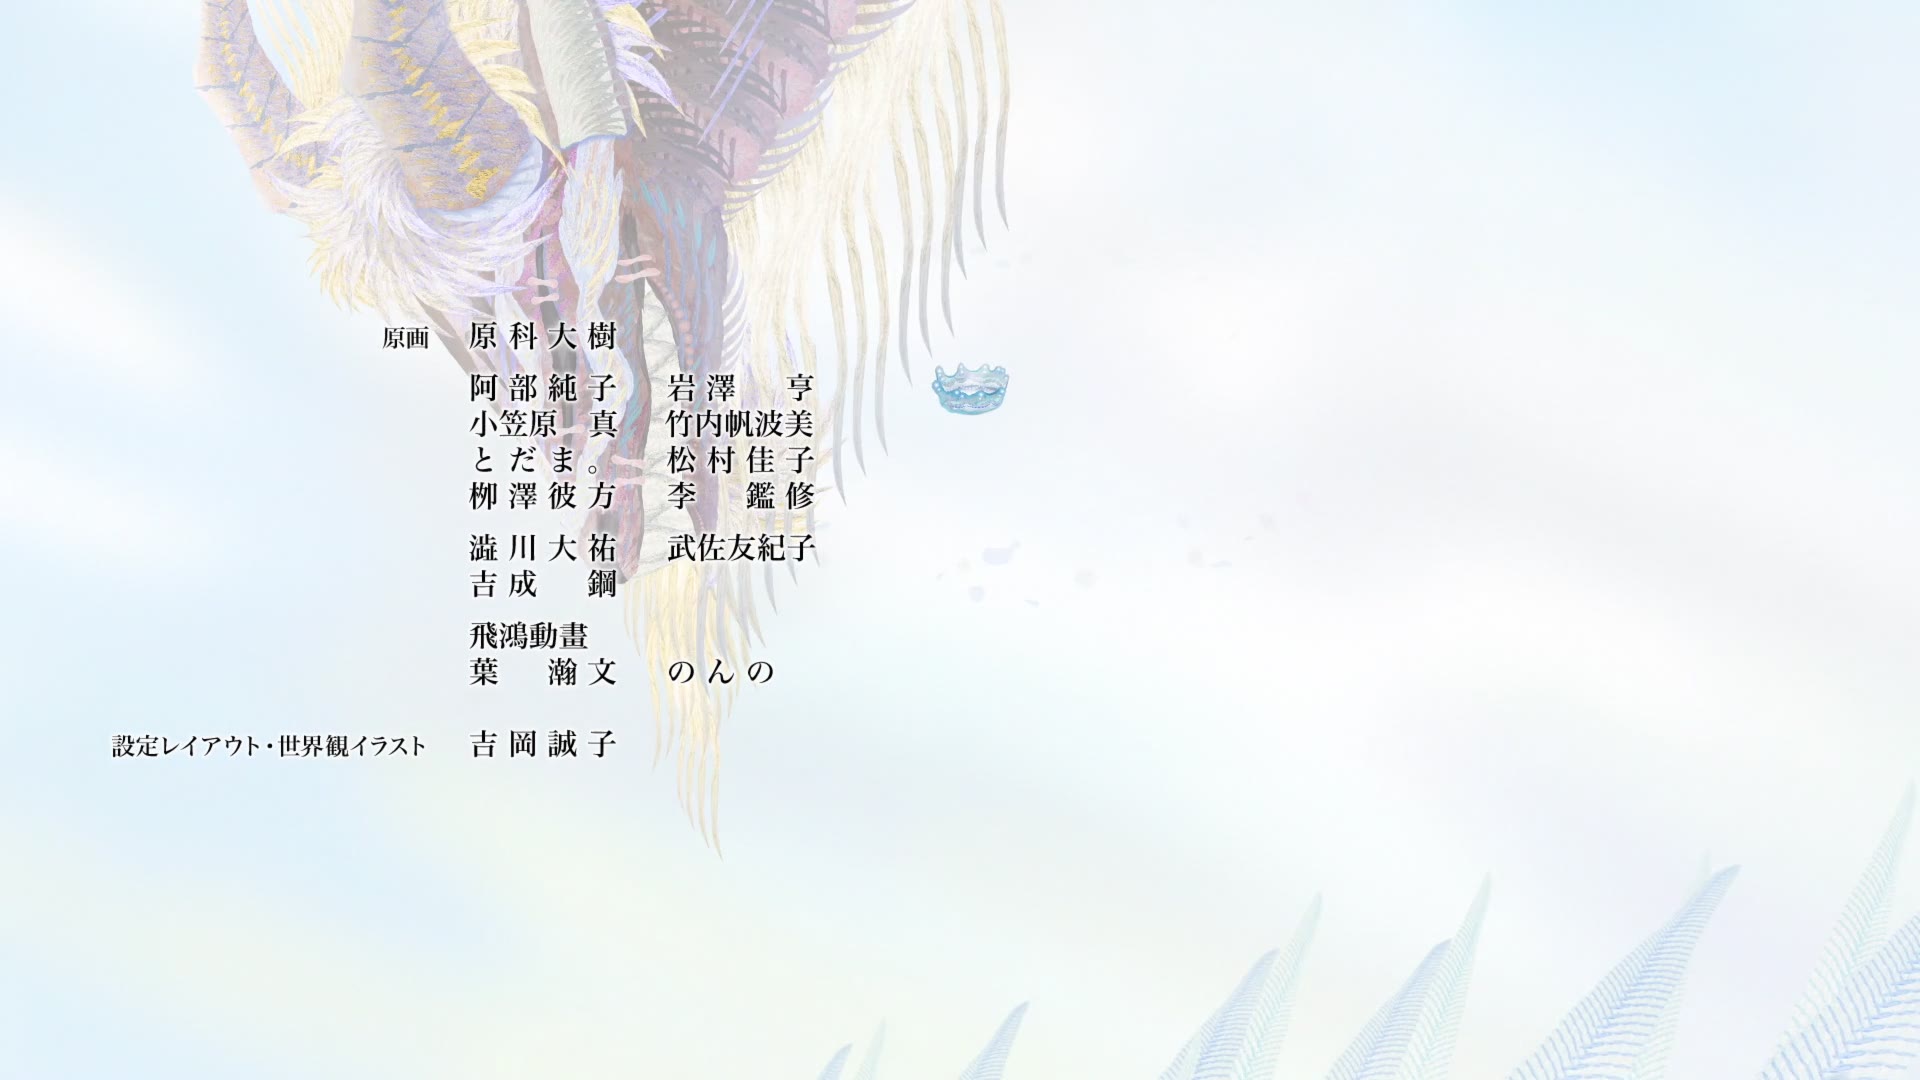 原画 原科大樹
阿部純子 岩澤 亨
小笠原 真 竹内帆波美
とだま。 松村佳子
栁澤彼方 李 鑑修
澁川大祐 武佐友紀子
吉成 鋼
飛鴻動畫
葉 瀚文 のんの
設定レイアウト・世界観イラスト 吉岡誠子